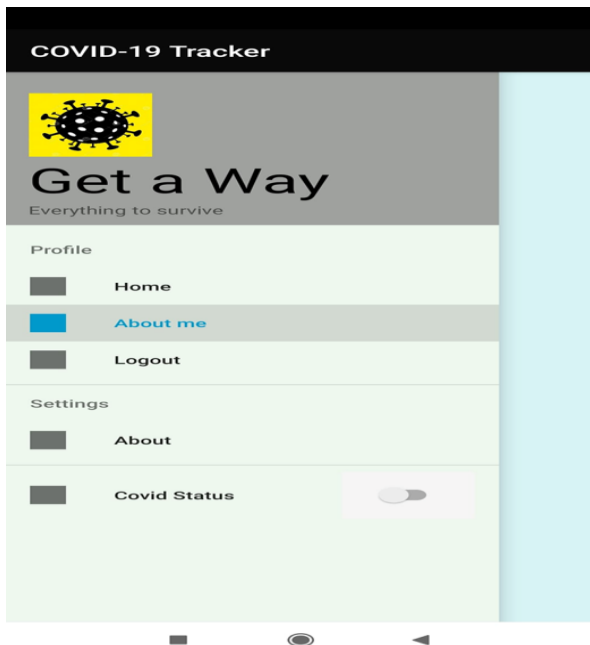 COVID-19 Tracker
Get a Way
Everything to survive
Profile
Home
About me
Logout
Settings
About
Covid Status